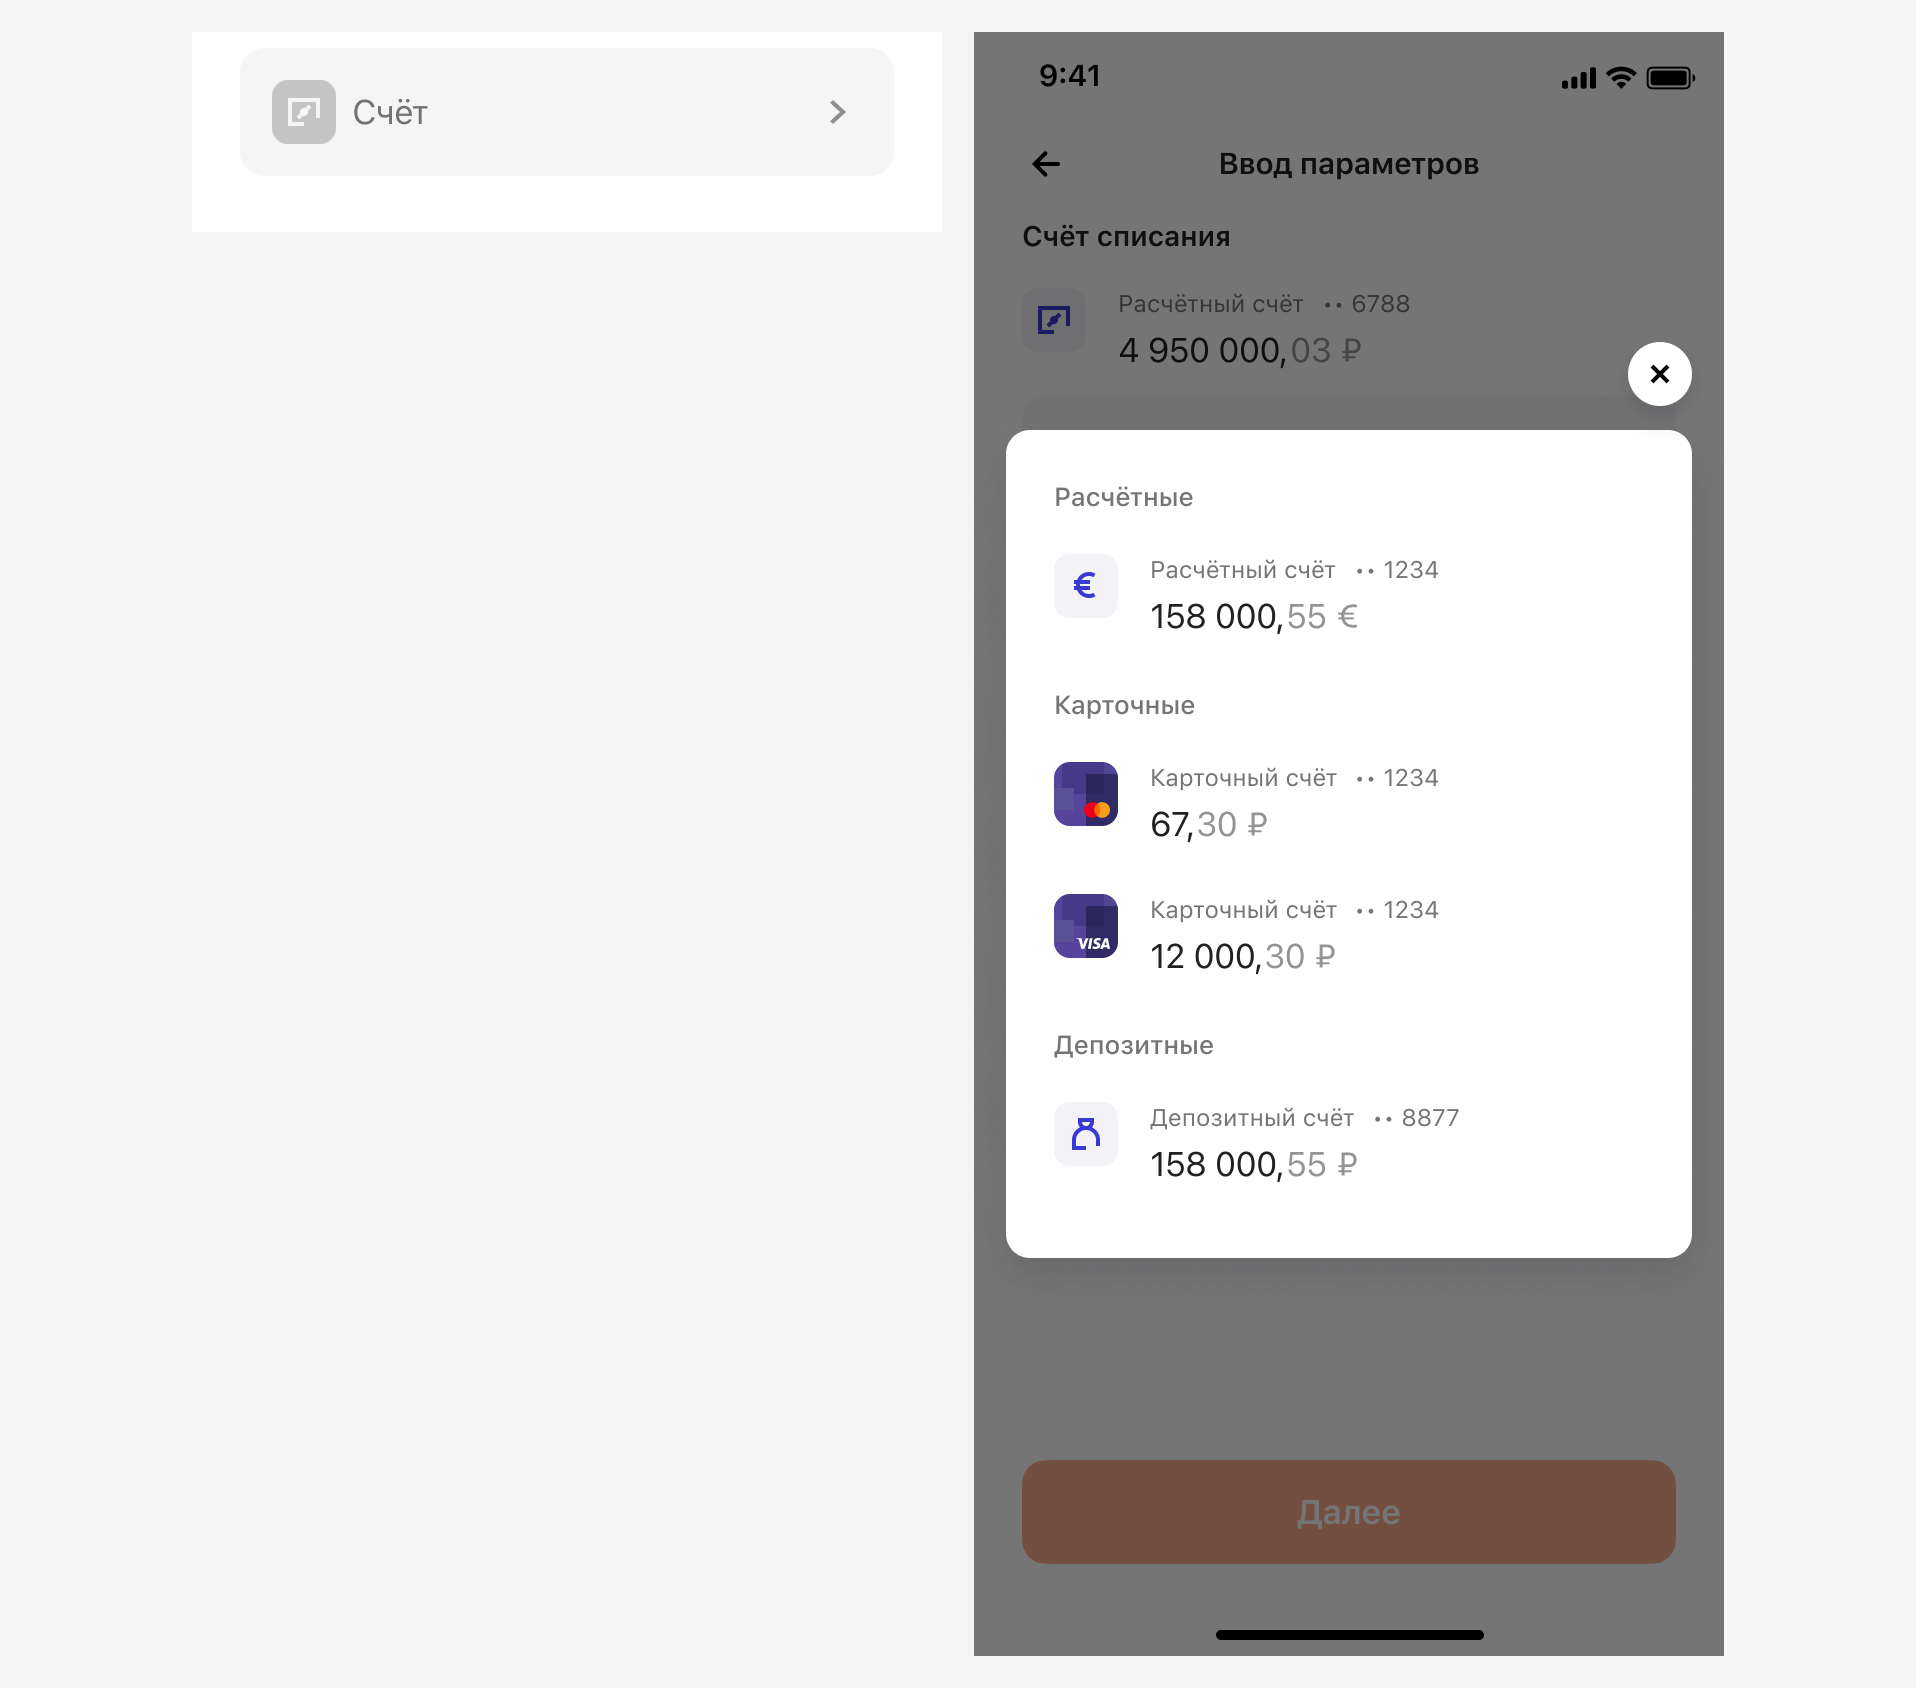 Счёт
9:41
Ввод параметров
Счёт списания
Расчётный счёт ·· 6788
4 950 000,03 ₽
Расчётные
€
Расчётный счёт ·· 1234
158 000,55 €
Карточные
Карточный счёт ·· 1234
67,30 ₽
Карточный счёт ·· 1234
VISA
12 000,30 ₽
Депозитные
Депозитный счёт ·· 8877
158 000,55 ₽
Далее